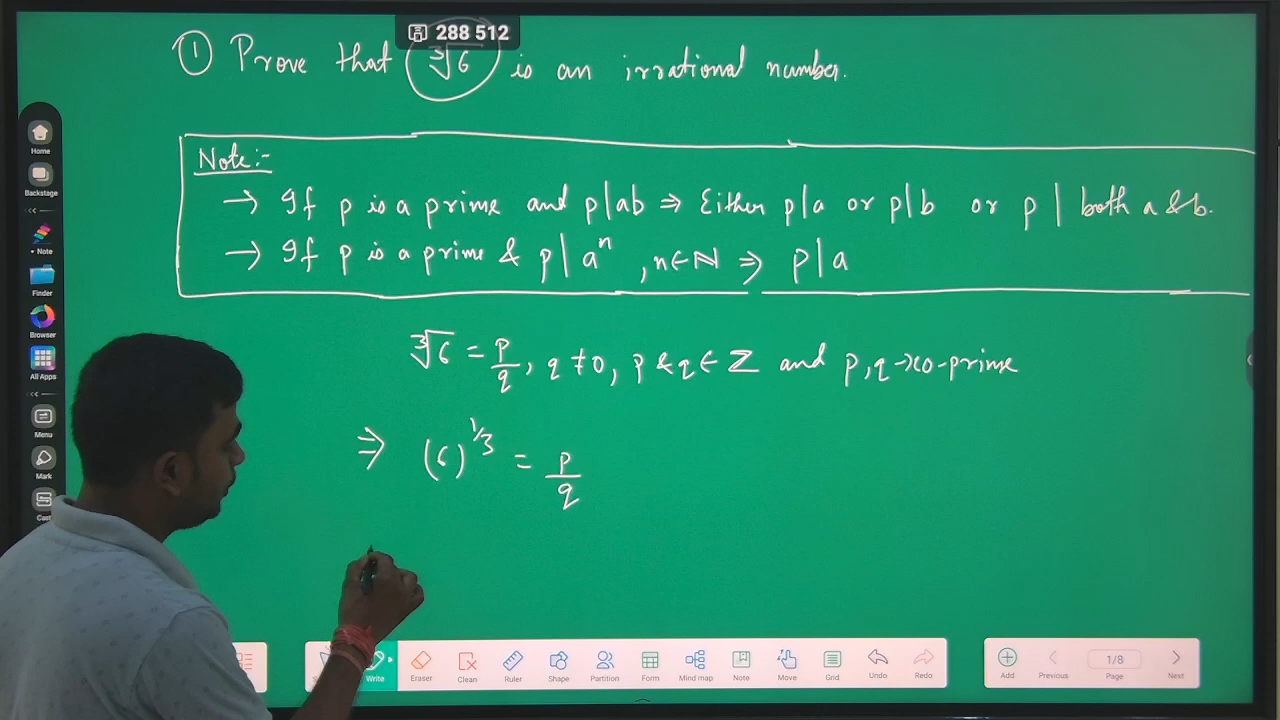 288 512
① Prove that ∛6 is an irrational number.
Note:-
→ If p is a prime and p|ab ⇒ Either p|a or p|b or p | both a & b.
→ If p is a prime & p|aⁿ , n∈ℕ ⇒ p|a
∛6 = p/q, q ≠ 0, p & q ∈ ℤ and p, q → co-prime
⇒ (6)^1/3 = p/q
Home
Backstage
Note
Finder
Browser
All Apps
Menu
Mark
Write
Eraser
Clean
Ruler
Shape
Partition
Form
Mind map
Note
Move
Grid
Undo
Redo
Add
Previous
1/8
Page
Next